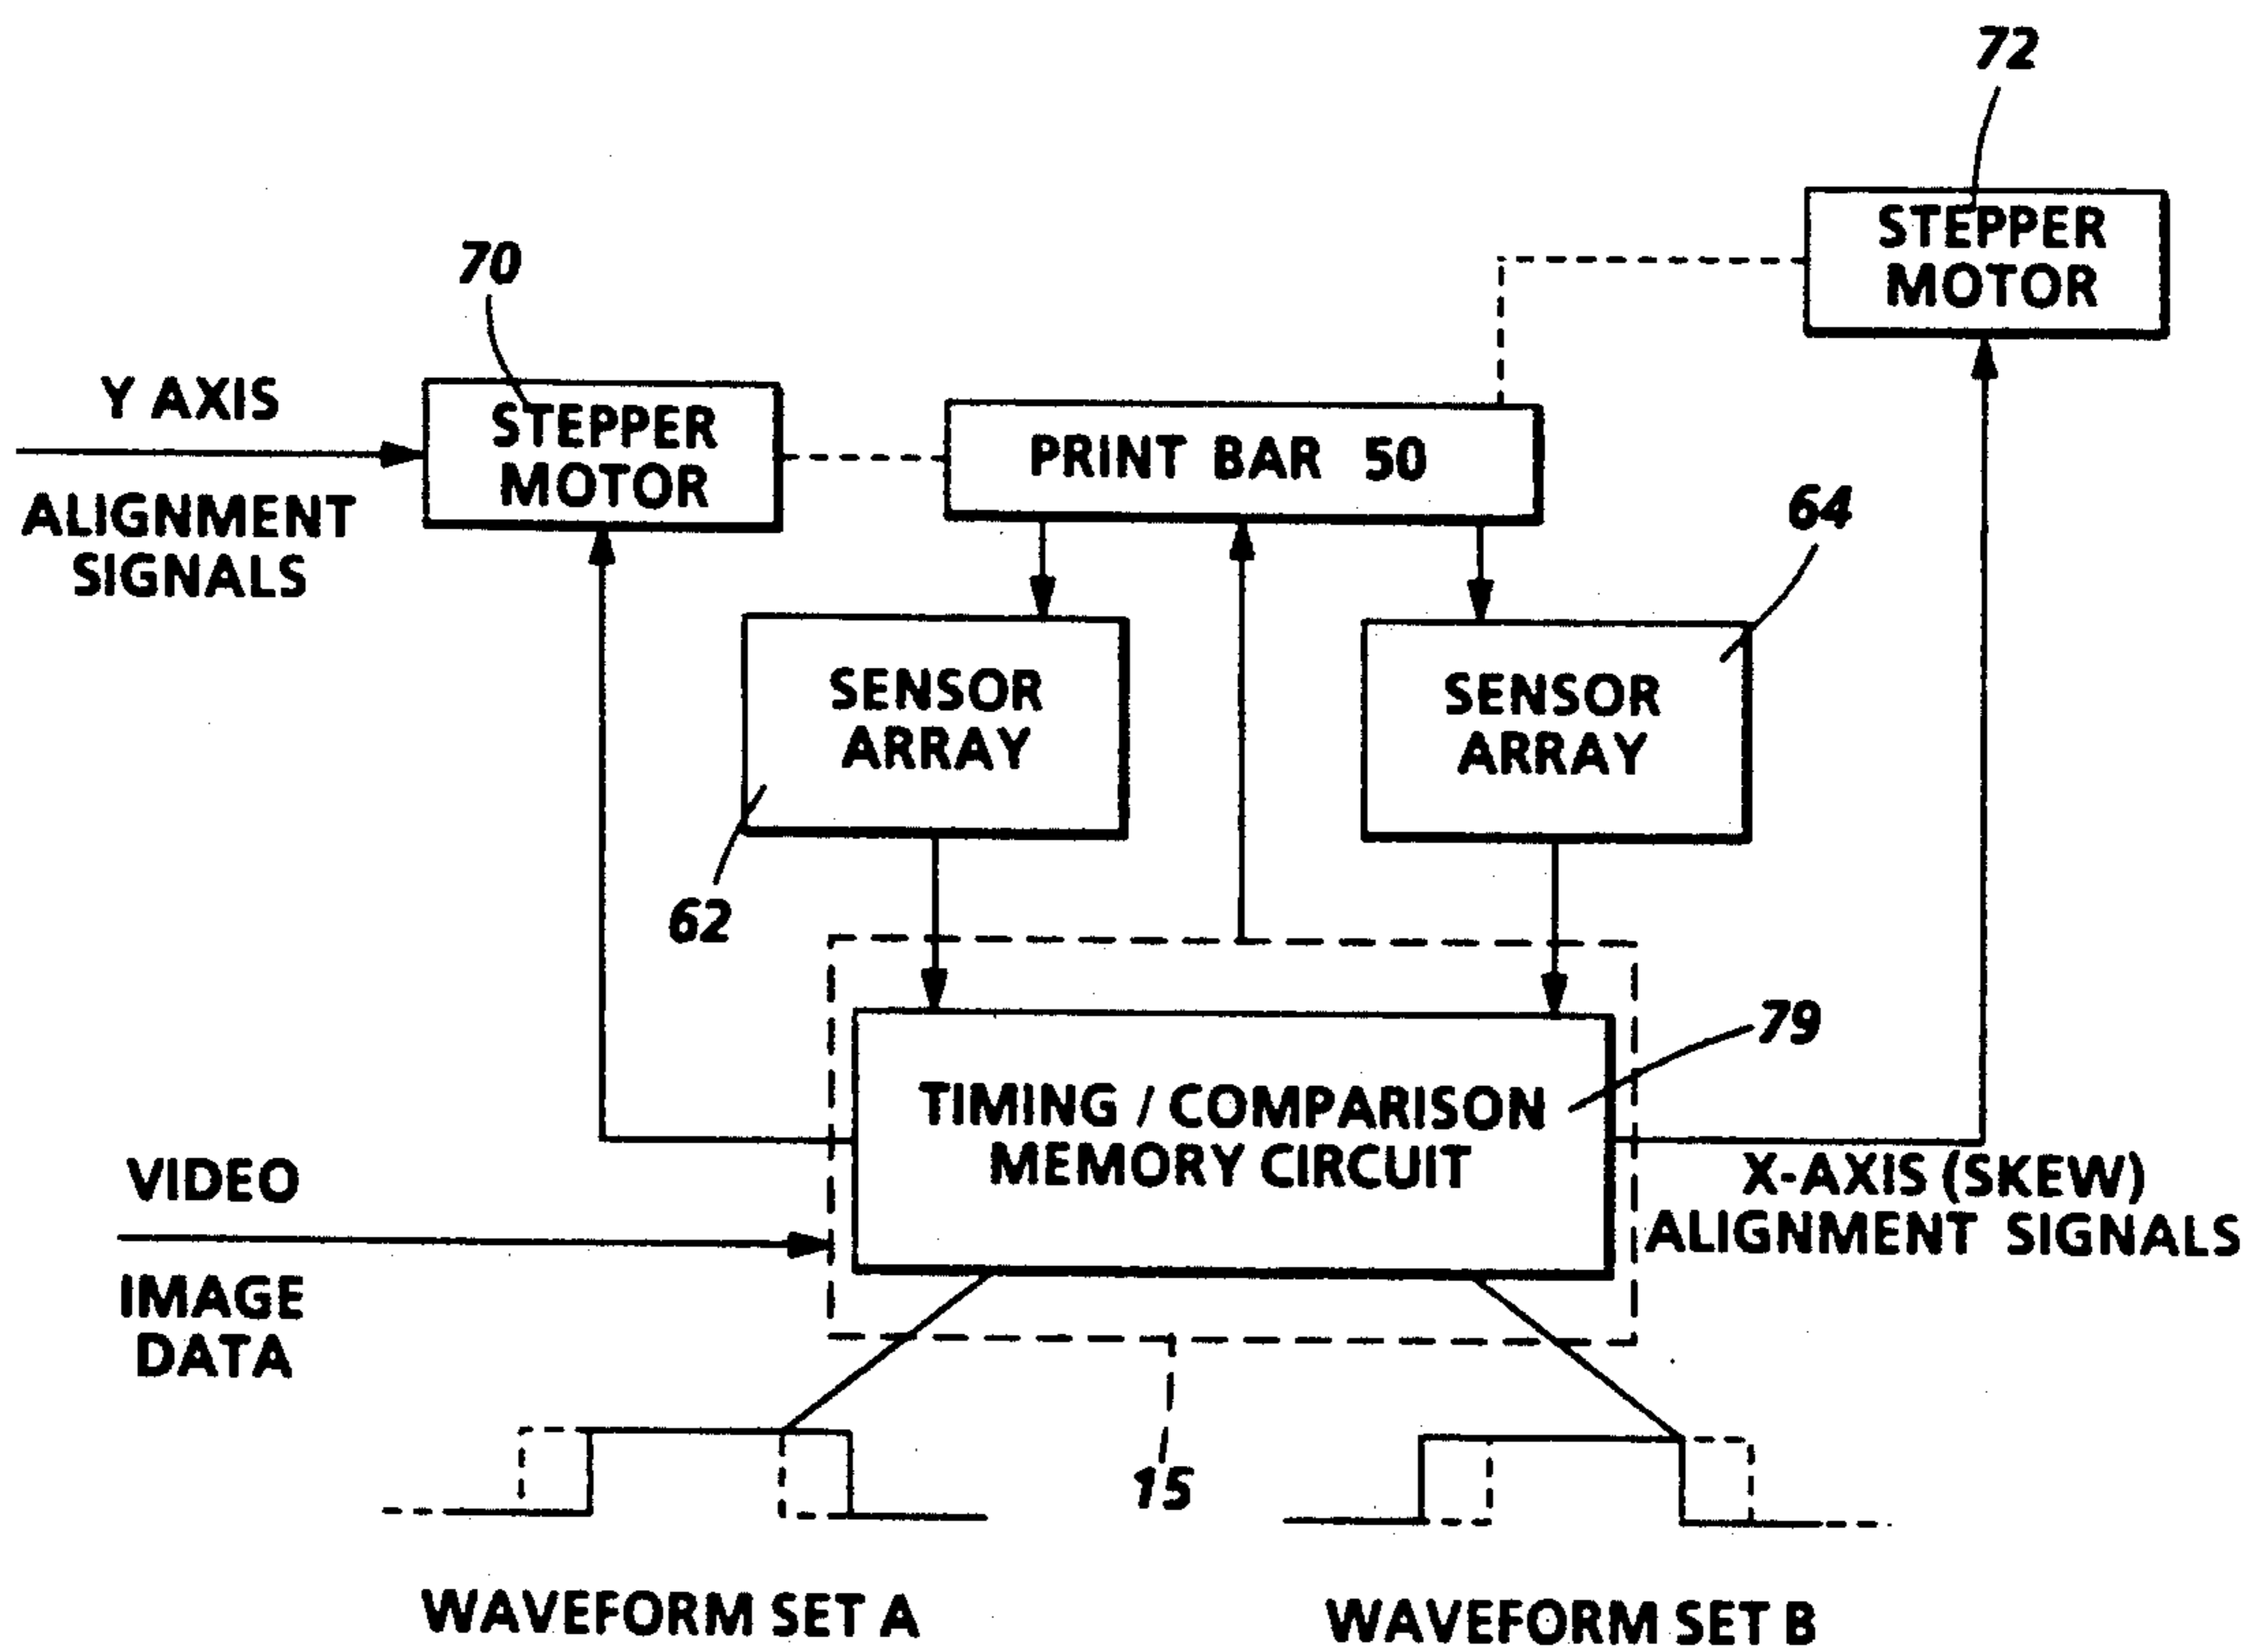 72
STEPPER
MOTOR
70
Y AXIS
STEPPER
MOTOR
ALIGNMENT
SIGNALS
PRINT BAR 50
64
SENSOR
ARRAY
SENSOR
ARRAY
62
79
TIMING / COMPARISON
MEMORY CIRCUIT
VIDEO
IMAGE
DATA
X-AXIS (SKEW)
ALIGNMENT SIGNALS
15
WAVEFORM SET A
WAVEFORM SET B